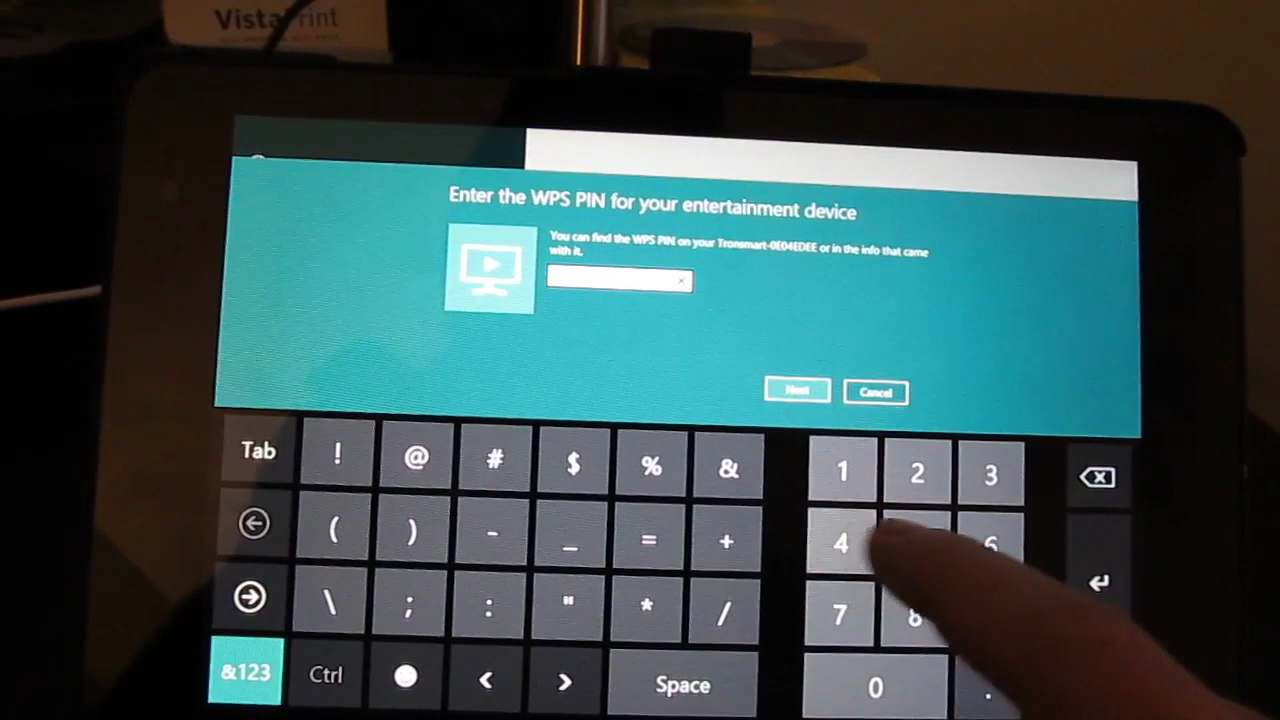 VistaPrint
Enter the WPS PIN for your entertainment device
You can find the WPS PIN on your Tronsmart-0E04EDEE or in the info that came
with it.
Next Cancel
Tab ! @ # $ % & 1 2 3
( ) - _ = + 4 6
\ ; : " * / 7 8
&123 Ctrl < > Space 0 .